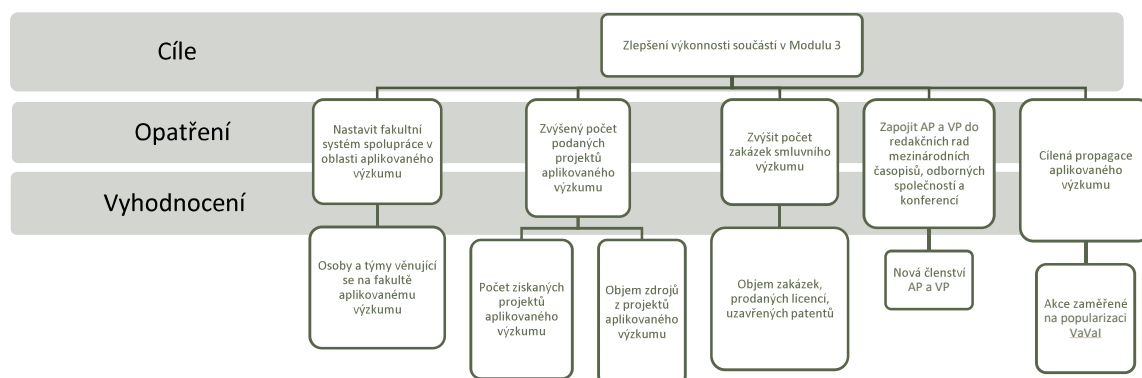 Cíle
Zlepšení výkonnosti součástí v Modulu 3
Opatření
Nastavit fakultní
systém spolupráce v
oblasti aplikovaného
výzkumu
Zvýšený počet
podaných
projektů
aplikovaného
výzkumu
Zvýšit počet
zakázek smluvního
výzkumu
Zapojit AP a VP do
redakčních rad
mezinárodních
časopisů, odborných
společností a
konferencí
Cílená propagace
aplikovaného
výzkumu
Vyhodnocení
Osoby a týmy věnující
se na fakultě
aplikovanému
výzkumu
Počet získaných
projektů
aplikovaného
výzkumu
Objem zdrojů
z projektů
aplikovaného
výzkumu
Objem zakázek,
prodaných licencí,
uzavřených patentů
Nová členství
AP a VP
Akce zaměřené
na popularizaci
VaVaI